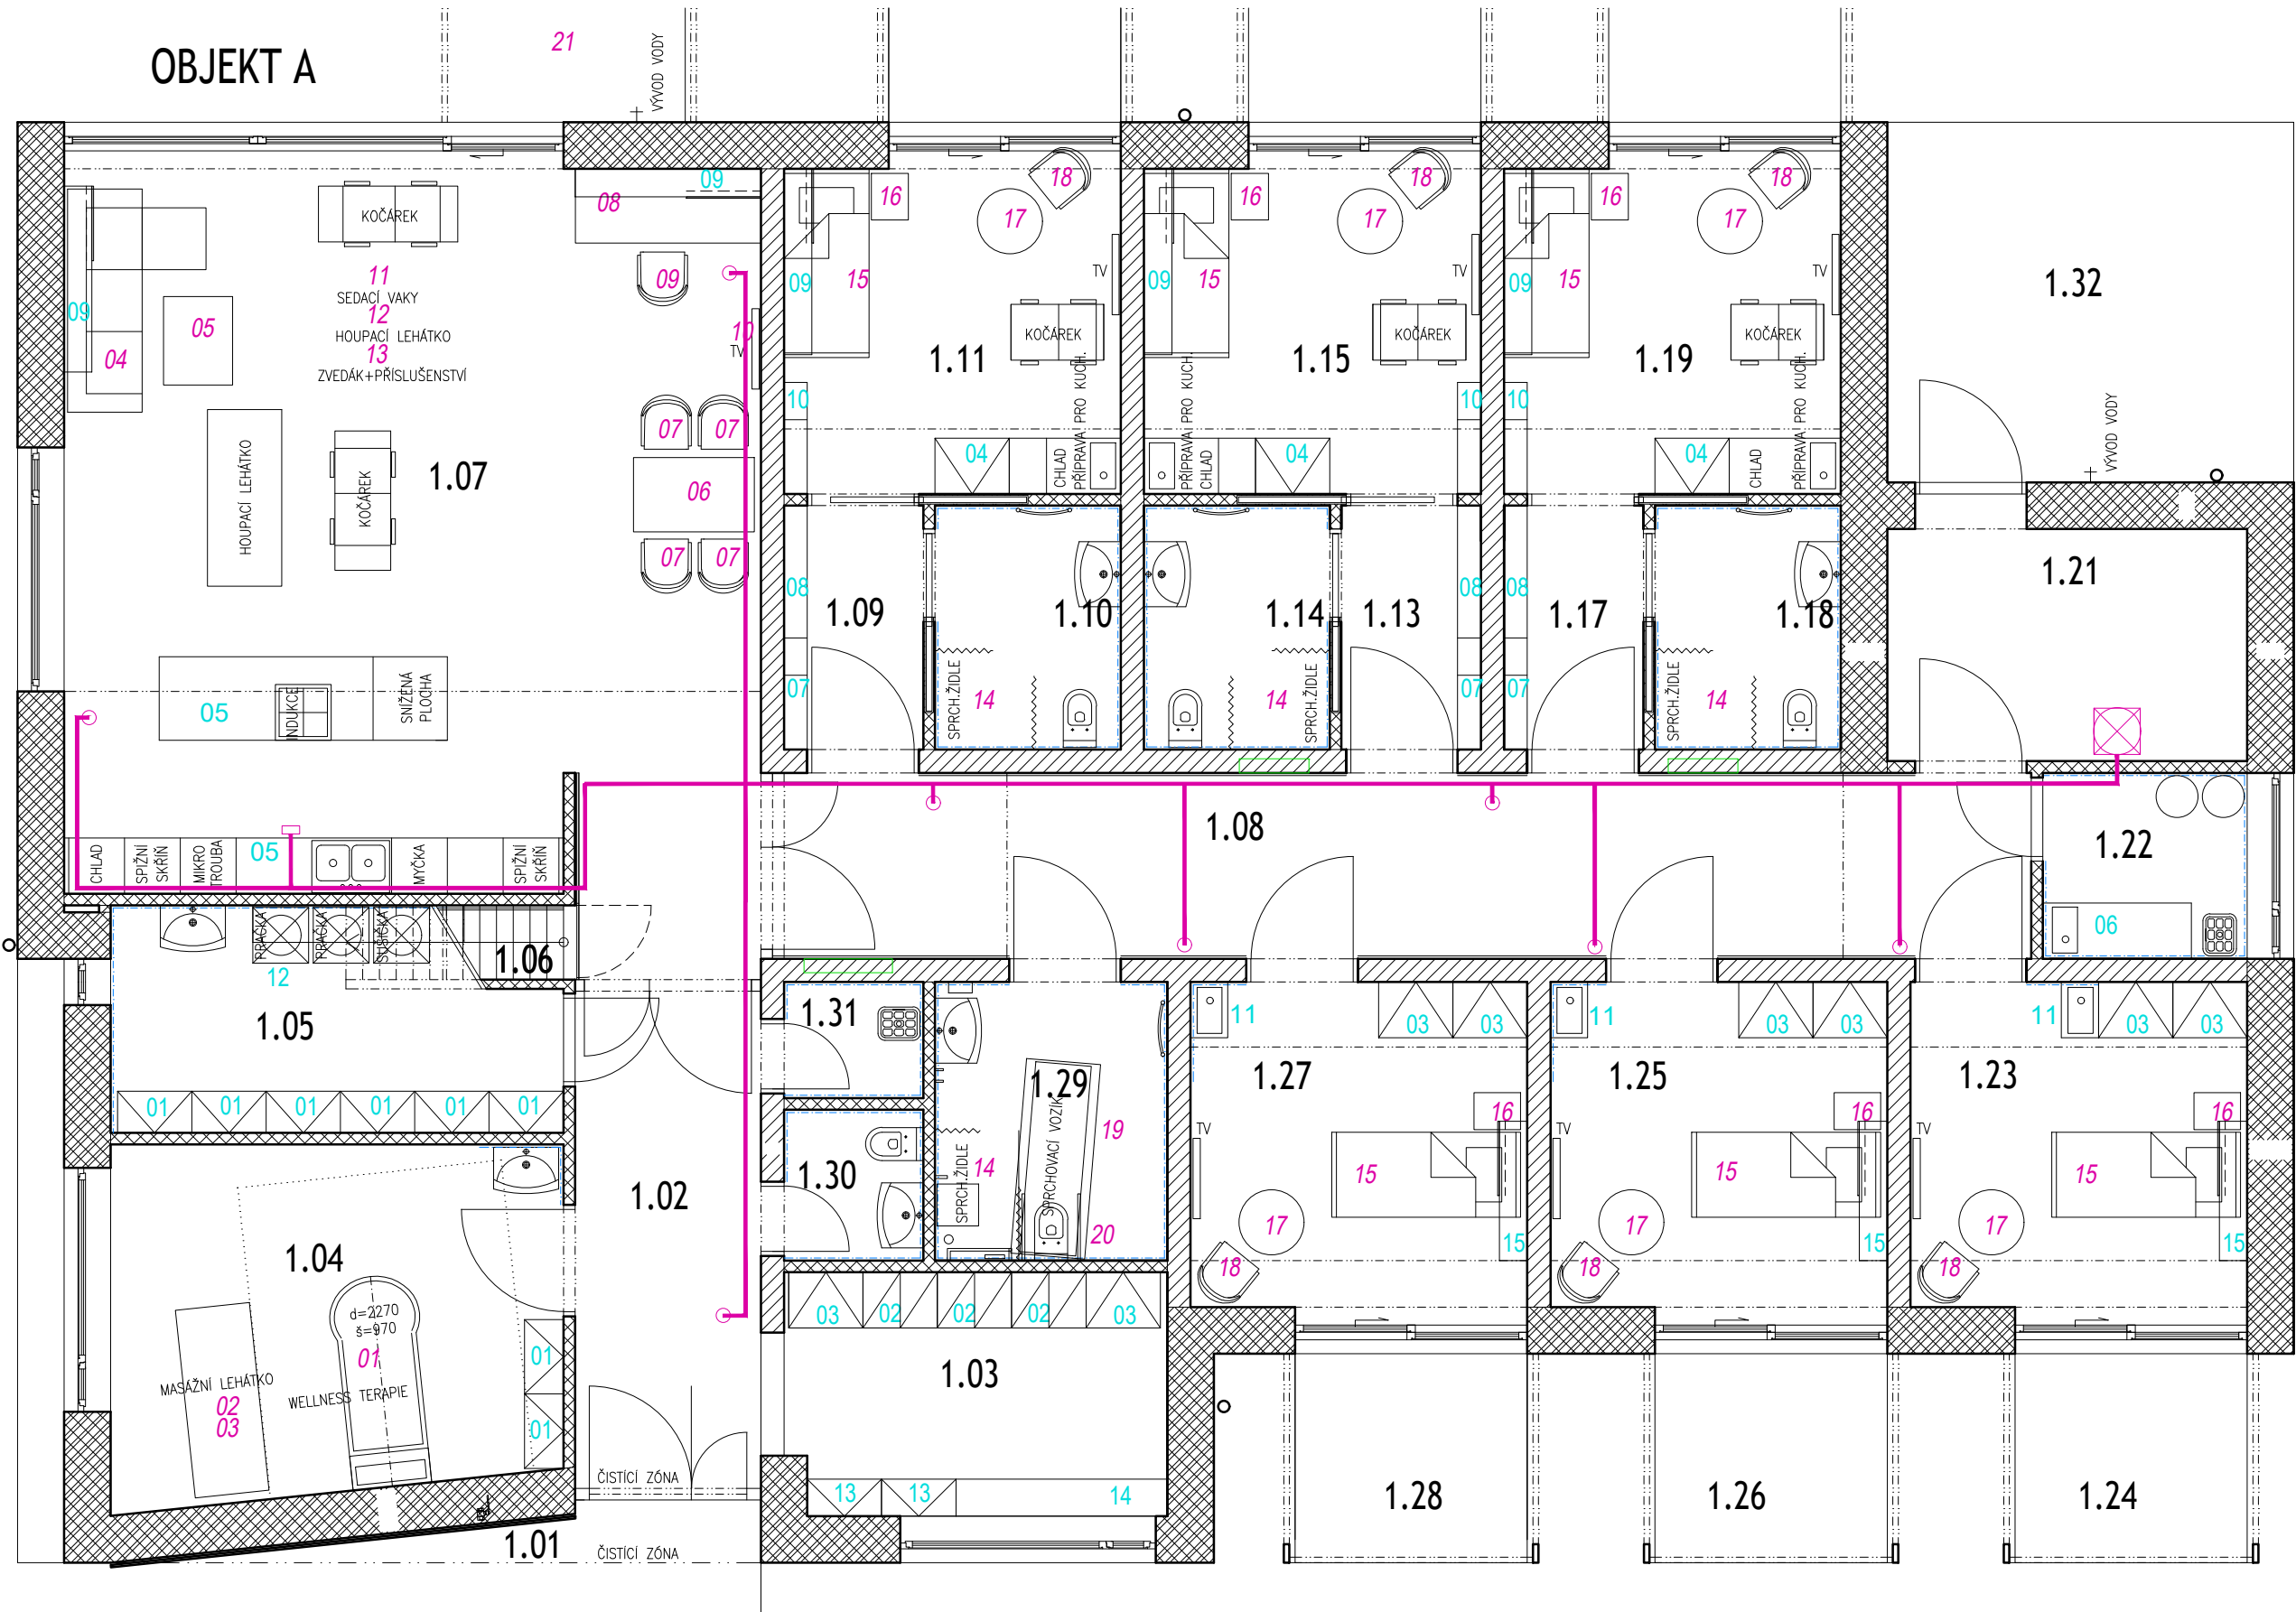 OBJEKT A
21
VÝVOD VODY
09
08
KOČÁREK
11
SEDACÍ VAKY
12
HOUPACÍ LEHÁTKO
13
ZVEDÁK+PŘÍSLUŠENSTVÍ
09
05
04
09
10
TV
HOUPACÍ LEHÁTKO
KOČÁREK
1.07
07
07
06
07
07
05
INDUKCE
SNÍŽENÁ
PLOCHA
CHLAD
SPIŽNÍ
SKŘÍŇ
MIKRO
TROUBA
05
MYČKA
SPIŽNÍ
SKŘÍŇ
16
17
18
15
09
TV
KOČÁREK
1.11
10
04
CHLAD
PŘÍPRAVA PRO KUCH.
16
17
18
15
09
TV
KOČÁREK
1.15
10
PŘÍPRAVA PRO KUCH.
CHLAD
04
16
17
18
15
09
TV
KOČÁREK
1.19
10
04
CHLAD
PŘÍPRAVA PRO KUCH.
1.32
VÝVOD VODY
08
1.09
1.10
07
SPRCH.ŽIDLE
14
1.14
1.13
08
14
SPRCH.ŽIDLE
07
08
1.17
1.18
07
SPRCH.ŽIDLE
14
1.21
1.08
1.22
06
PRAČKA
PRAČKA
SUŠIČKA
1.06
12
1.05
01
01
01
01
01
01
1.31
1.30
1.29
SPRCH.ŽIDLE
14
SPRCHOVACÍ VOZÍK
19
20
1.02
11
03
03
1.27
TV
16
15
17
18
15
11
03
03
1.25
TV
16
15
17
18
15
11
03
03
1.23
TV
16
15
17
18
15
1.04
d=2270
š=970
01
MASÁŽNÍ LEHÁTKO
02
03
WELLNESS TERAPIE
01
01
03
02
02
02
03
1.03
13
13
14
ČISTÍCÍ ZÓNA
1.01
ČISTÍCÍ ZÓNA
1.28
1.26
1.24